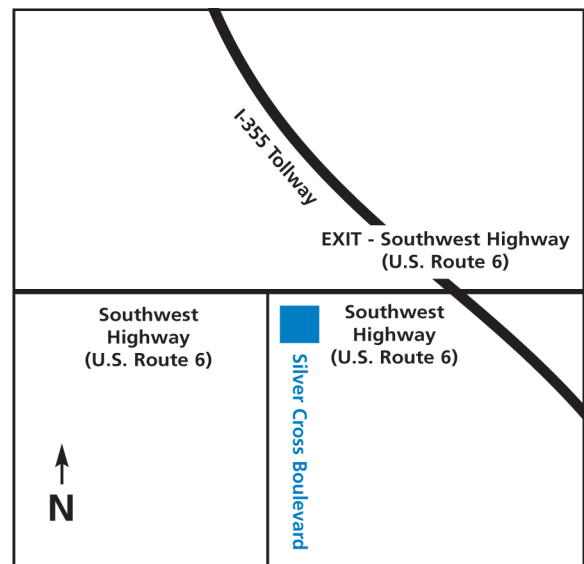 I-355 Tollway
EXIT - Southwest Highway
(U.S. Route 6)
Southwest
Highway
(U.S. Route 6)
Southwest
Highway
(U.S. Route 6)
Silver Cross Boulevard
N